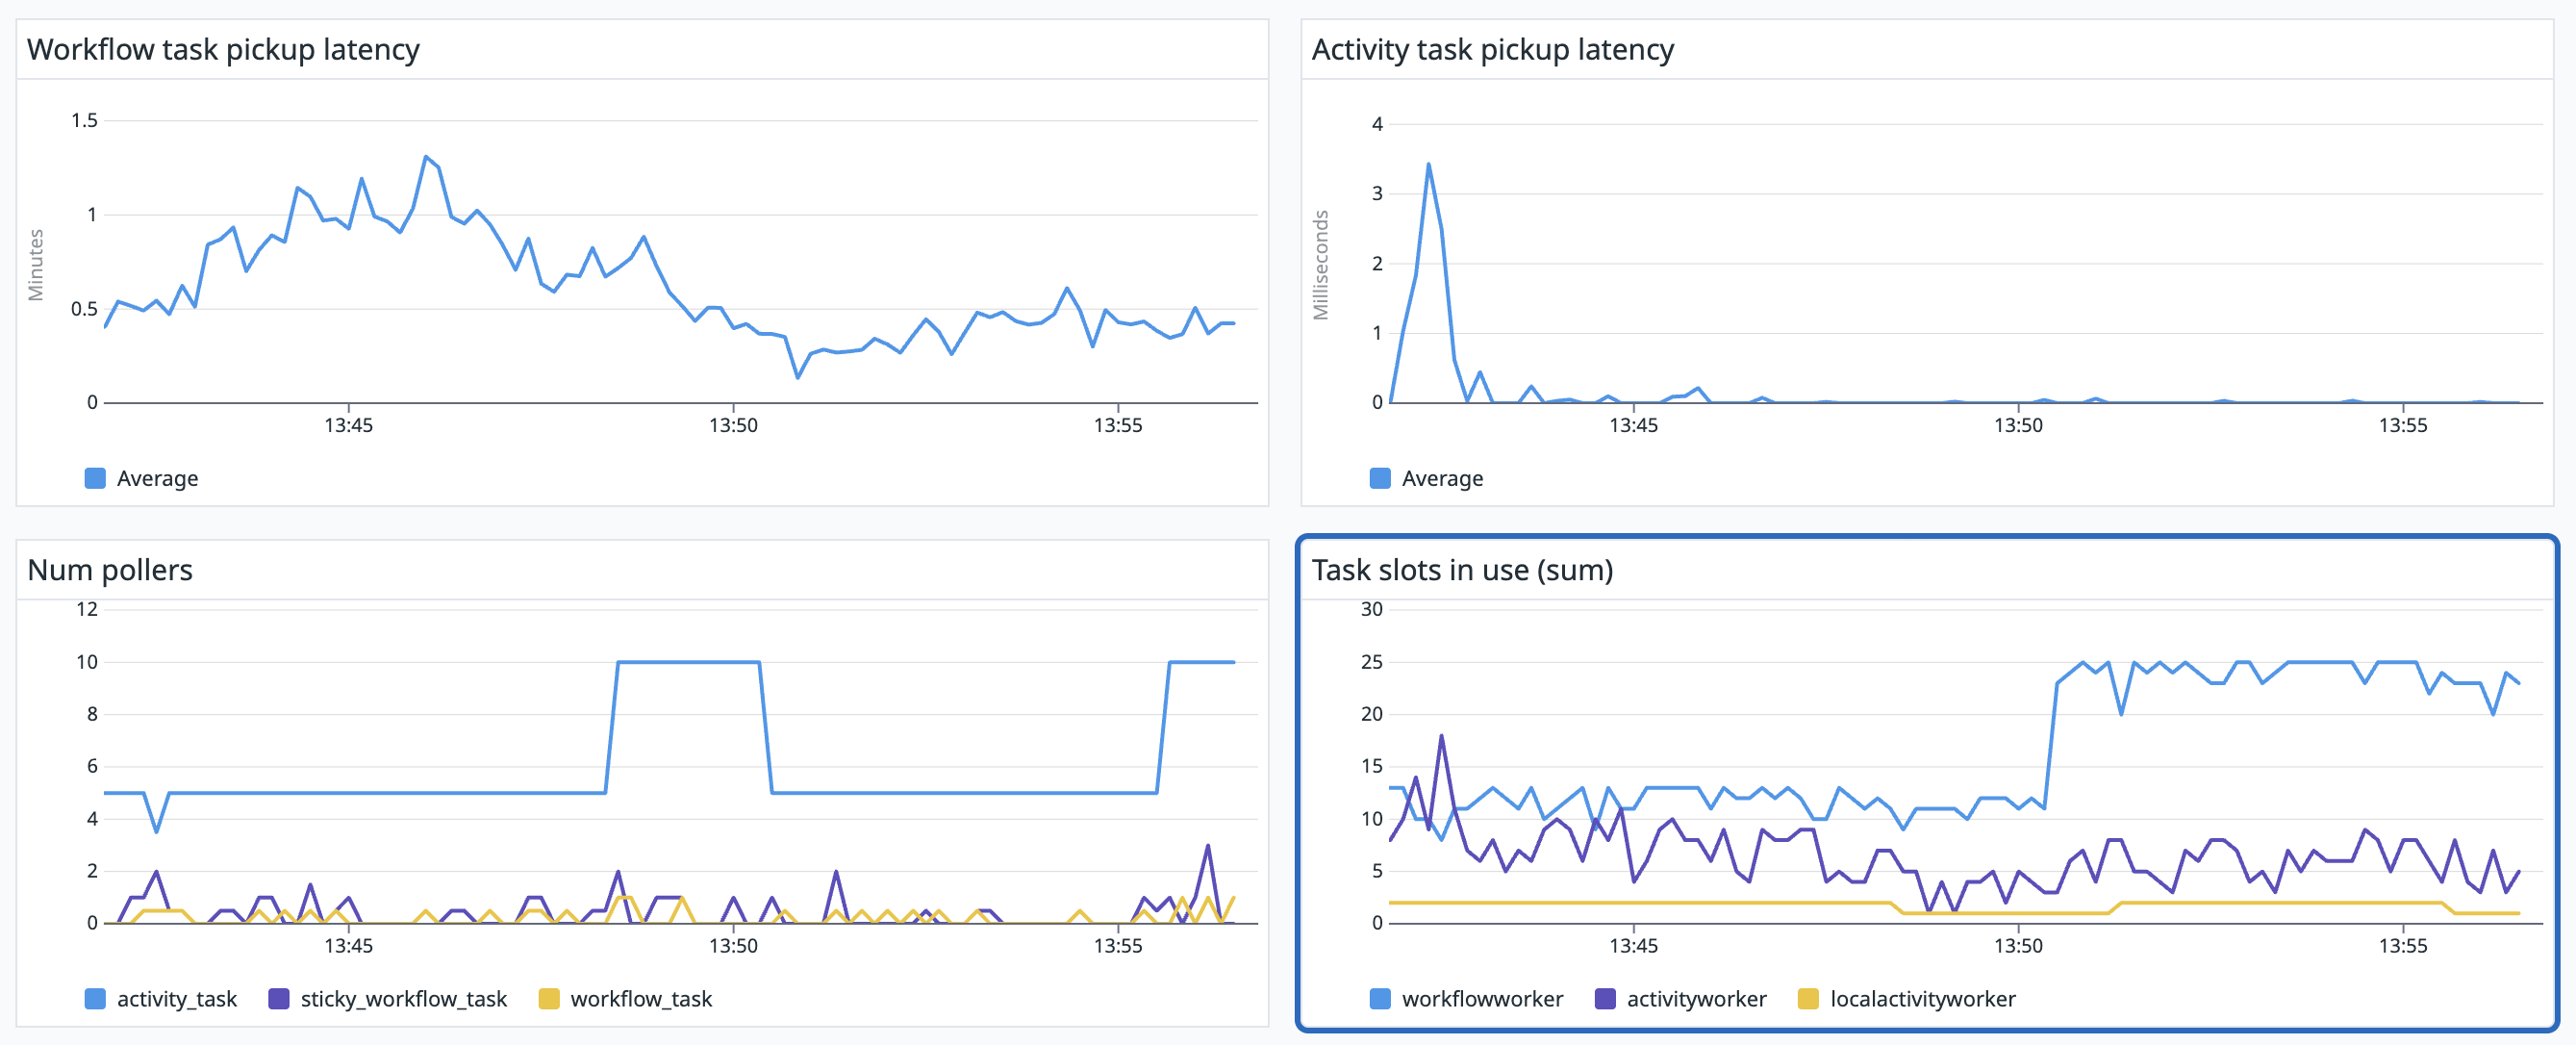 Workflow task pickup latency
Minutes
1.5
1
0.5
0
13:45 13:50 13:55
Average
Activity task pickup latency
Milliseconds
4
3
2
1
0
13:45 13:50 13:55
Average
Num pollers
12
10
8
6
4
2
0
13:45 13:50 13:55
activity_task sticky_workflow_task workflow_task
Task slots in use (sum)
30
25
20
15
10
5
0
13:45 13:50 13:55
workflowworker activityworker localactivityworker